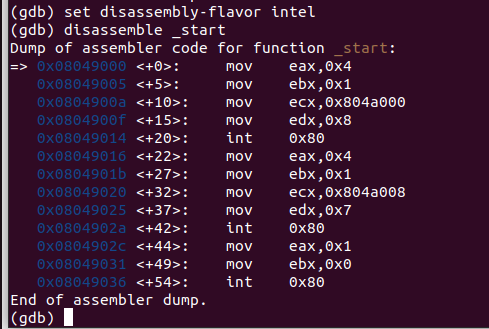 (gdb) set disassembly-flavor intel
(gdb) disassemble _start
Dump of assembler code for function _start:
=> 0x08049000 <+0>:     mov    eax,0x4
   0x08049005 <+5>:     mov    ebx,0x1
   0x0804900a <+10>:    mov    ecx,0x804a000
   0x0804900f <+15>:    mov    edx,0x8
   0x08049014 <+20>:    int    0x80
   0x08049016 <+22>:    mov    eax,0x4
   0x0804901b <+27>:    mov    ebx,0x1
   0x08049020 <+32>:    mov    ecx,0x804a008
   0x08049025 <+37>:    mov    edx,0x7
   0x0804902a <+42>:    int    0x80
   0x0804902c <+44>:    mov    eax,0x1
   0x08049031 <+49>:    mov    ebx,0x0
   0x08049036 <+54>:    int    0x80
End of assembler dump.
(gdb)